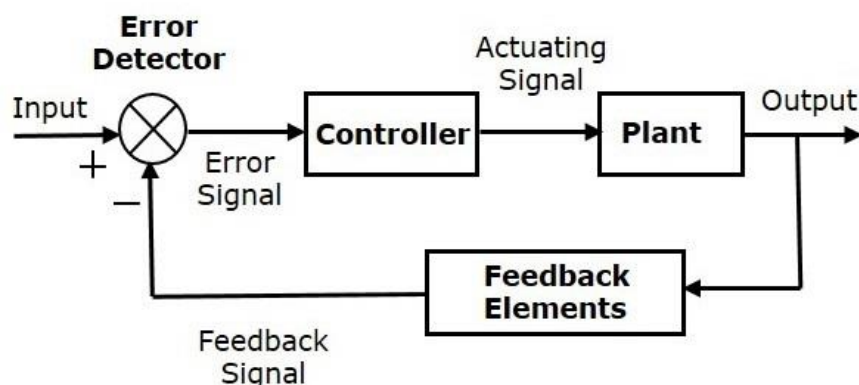 Error
Detector
Input
+
−
Error
Signal
Controller
Actuating
Signal
Plant
Output
Feedback
Elements
Feedback
Signal